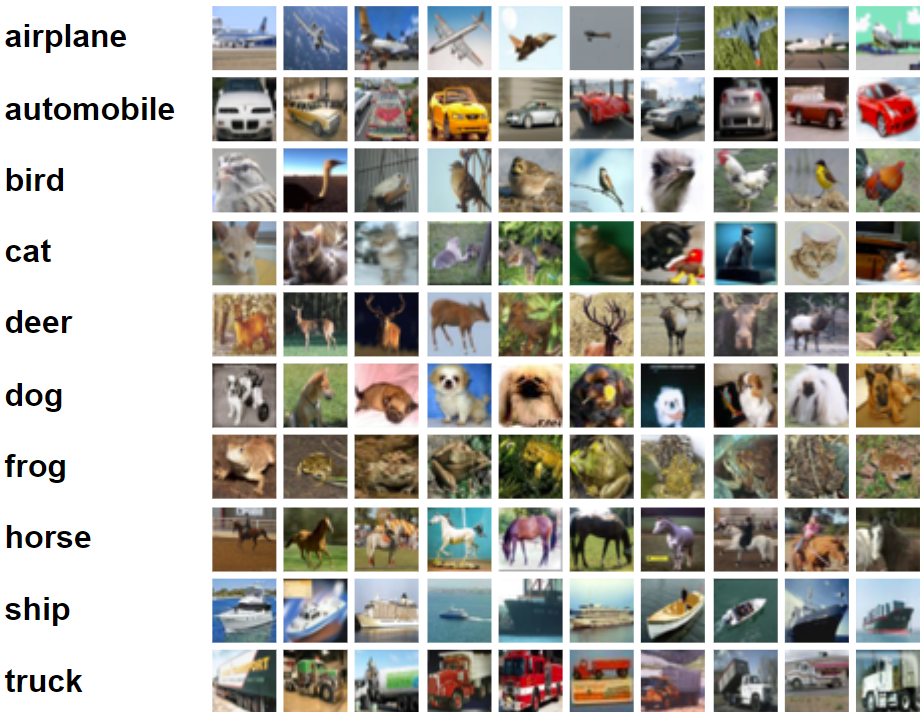 airplane
automobile
bird
cat
deer
dog
frog
horse
ship
truck